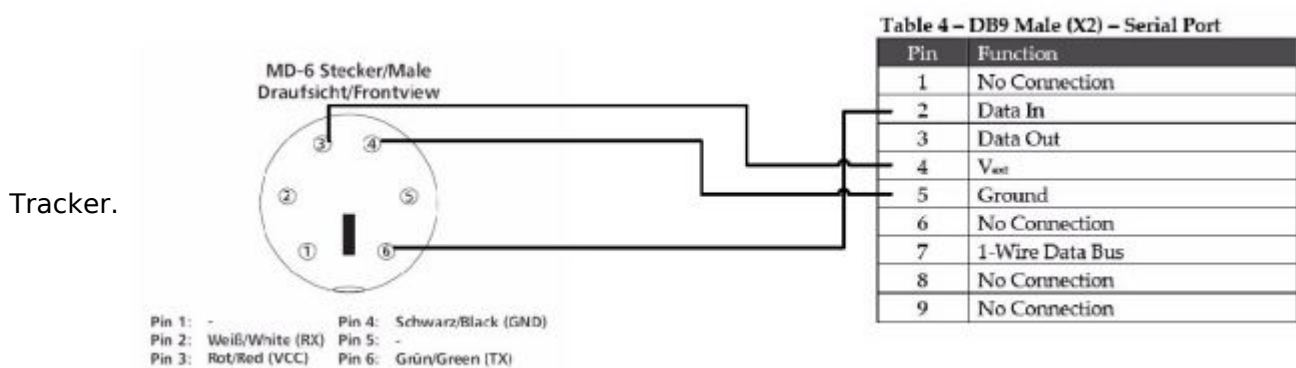 Table 4 – DB9 Male (X2) – Serial Port
Pin Function
1 No Connection
2 Data In
3 Data Out
4 Vext
5 Ground
6 No Connection
7 1-Wire Data Bus
8 No Connection
9 No Connection
MD-6 Stecker/Male
Draufsicht/Frontview
3 4
2 5
1 6
Tracker.
Pin 1: - Pin 4: Schwarz/Black (GND)
Pin 2: Weiß/White (RX) Pin 5: -
Pin 3: Rot/Red (VCC) Pin 6: Grün/Green (TX)